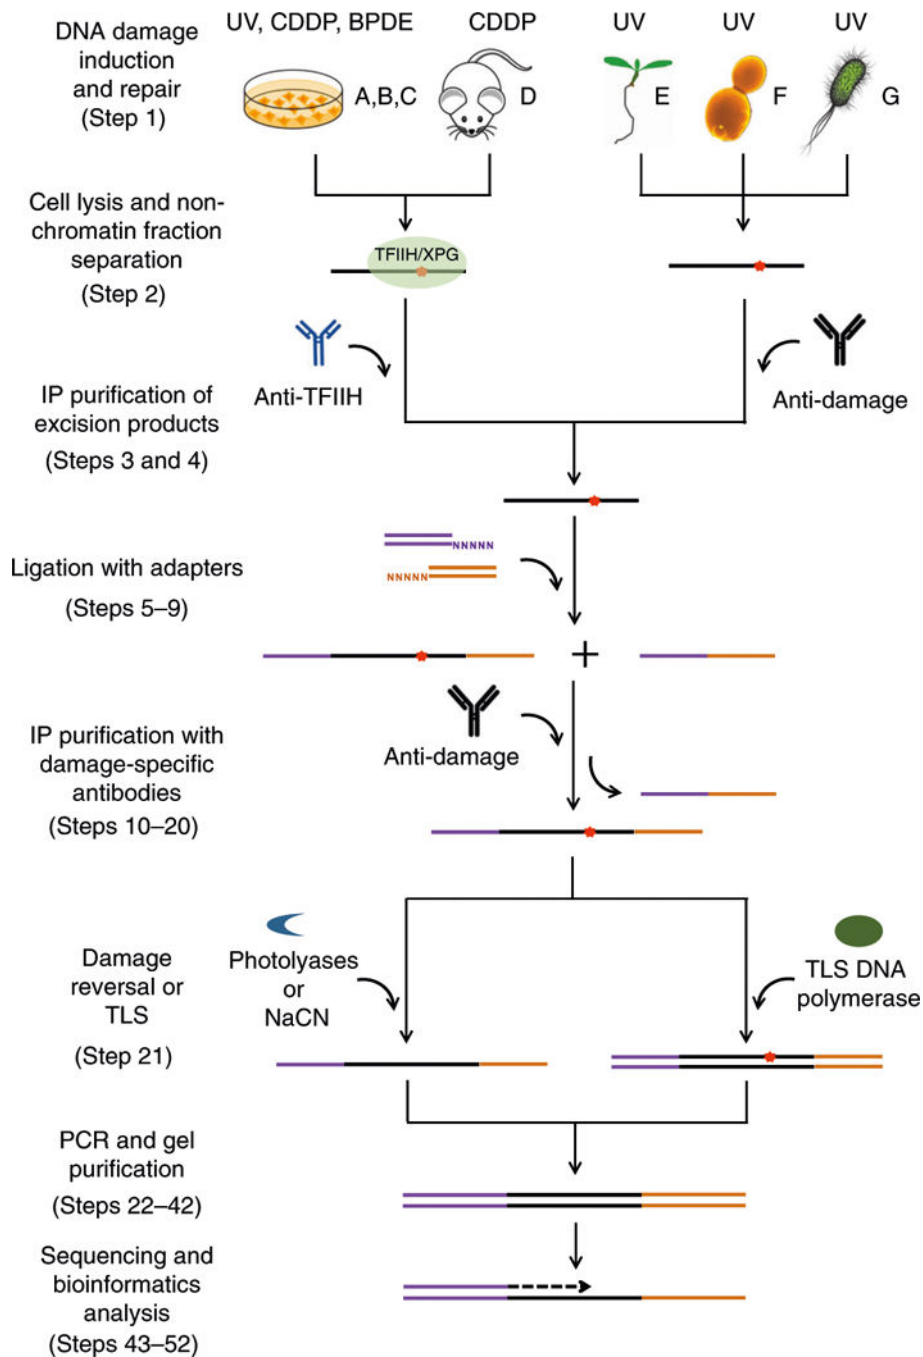 DNA damage
induction
and repair
(Step 1)
UV, CDDP, BPDE
CDDP
UV
UV
UV
A,B,C
D
E
F
G
Cell lysis and non-
chromatin fraction
separation
(Step 2)
TFIIH/XPG
IP purification of
excision products
(Steps 3 and 4)
Anti-TFIIH
Anti-damage
Ligation with adapters
(Steps 5–9)
NNNNN
NNNNN
+
IP purification with
damage-specific
antibodies
(Steps 10–20)
Anti-damage
Damage
reversal or
TLS
(Step 21)
Photolyases
or
NaCN
TLS DNA
polymerase
PCR and gel
purification
(Steps 22–42)
Sequencing and
bioinformatics
analysis
(Steps 43–52)